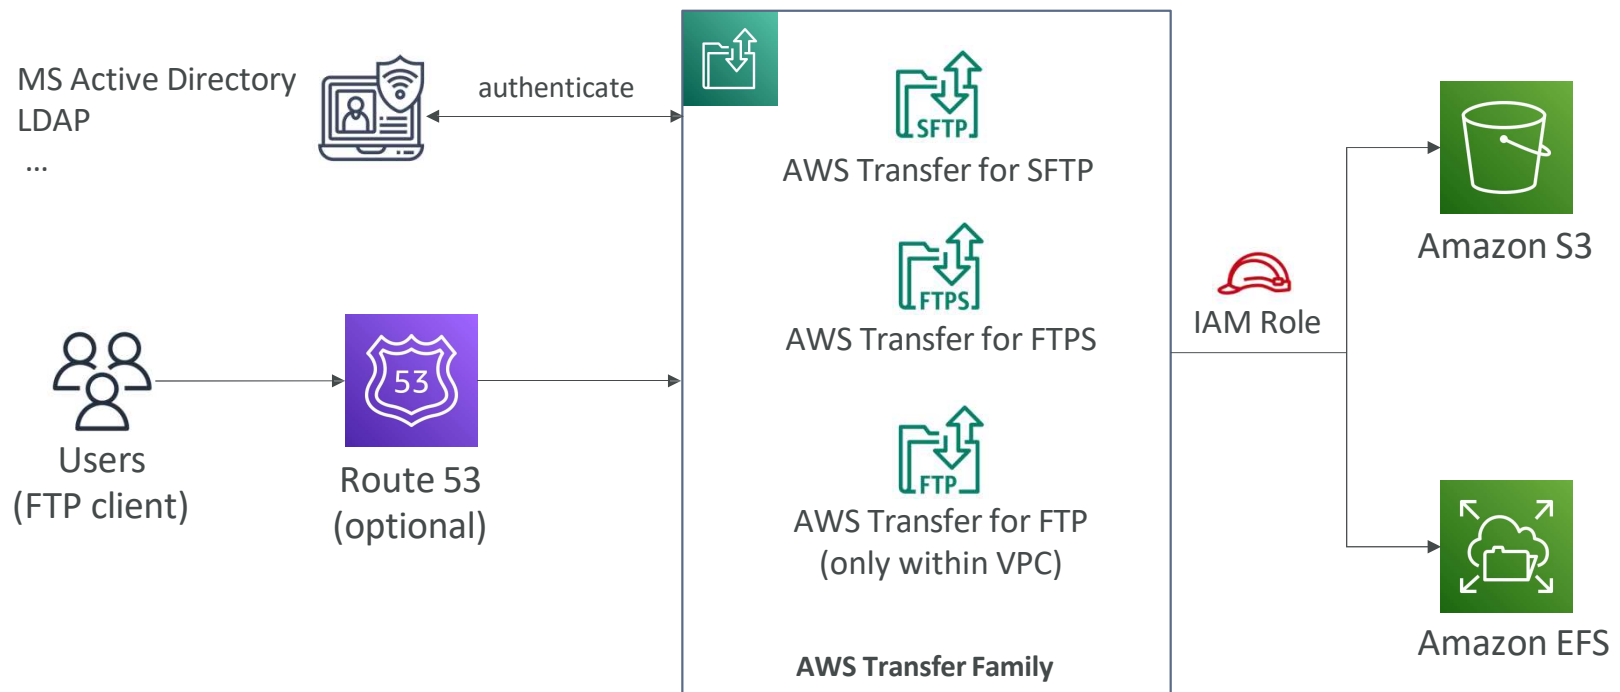 MS Active Directory
LDAP
...
authenticate
SFTP
AWS Transfer for SFTP
FTPS
AWS Transfer for FTPS
FTP
AWS Transfer for FTP
(only within VPC)
AWS Transfer Family
Users
(FTP client)
53
Route 53
(optional)
IAM Role
Amazon S3
Amazon EFS